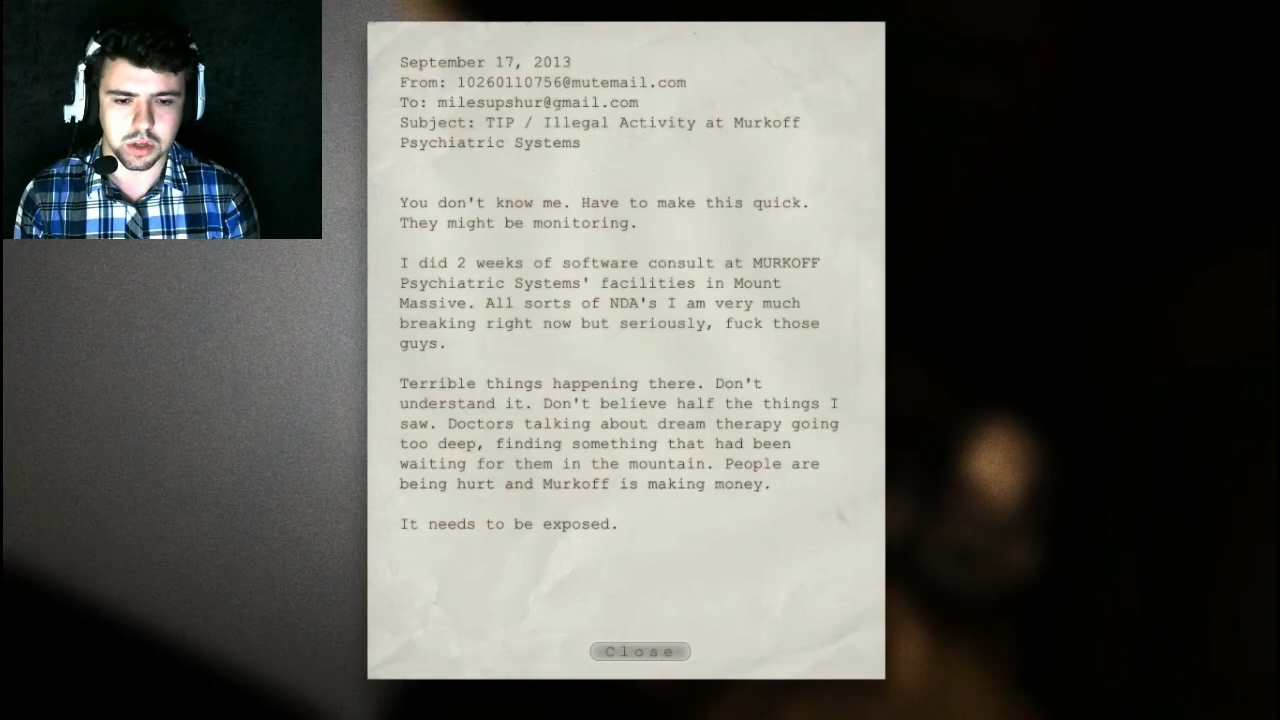 September 17, 2013
From: 10260110756@mutemail.com
To: milesupshur@gmail.com
Subject: TIP / Illegal Activity at Murkoff
Psychiatric Systems
You don't know me. Have to make this quick.
They might be monitoring.
I did 2 weeks of software consult at MURKOFF
Psychiatric Systems' facilities in Mount
Massive. All sorts of NDA's I am very much
breaking right now but seriously, fuck those
guys.
Terrible things happening there. Don't
understand it. Don't believe half the things I
saw. Doctors talking about dream therapy going
too deep, finding something that had been
waiting for them in the mountain. People are
being hurt and Murkoff is making money.
It needs to be exposed.
Close